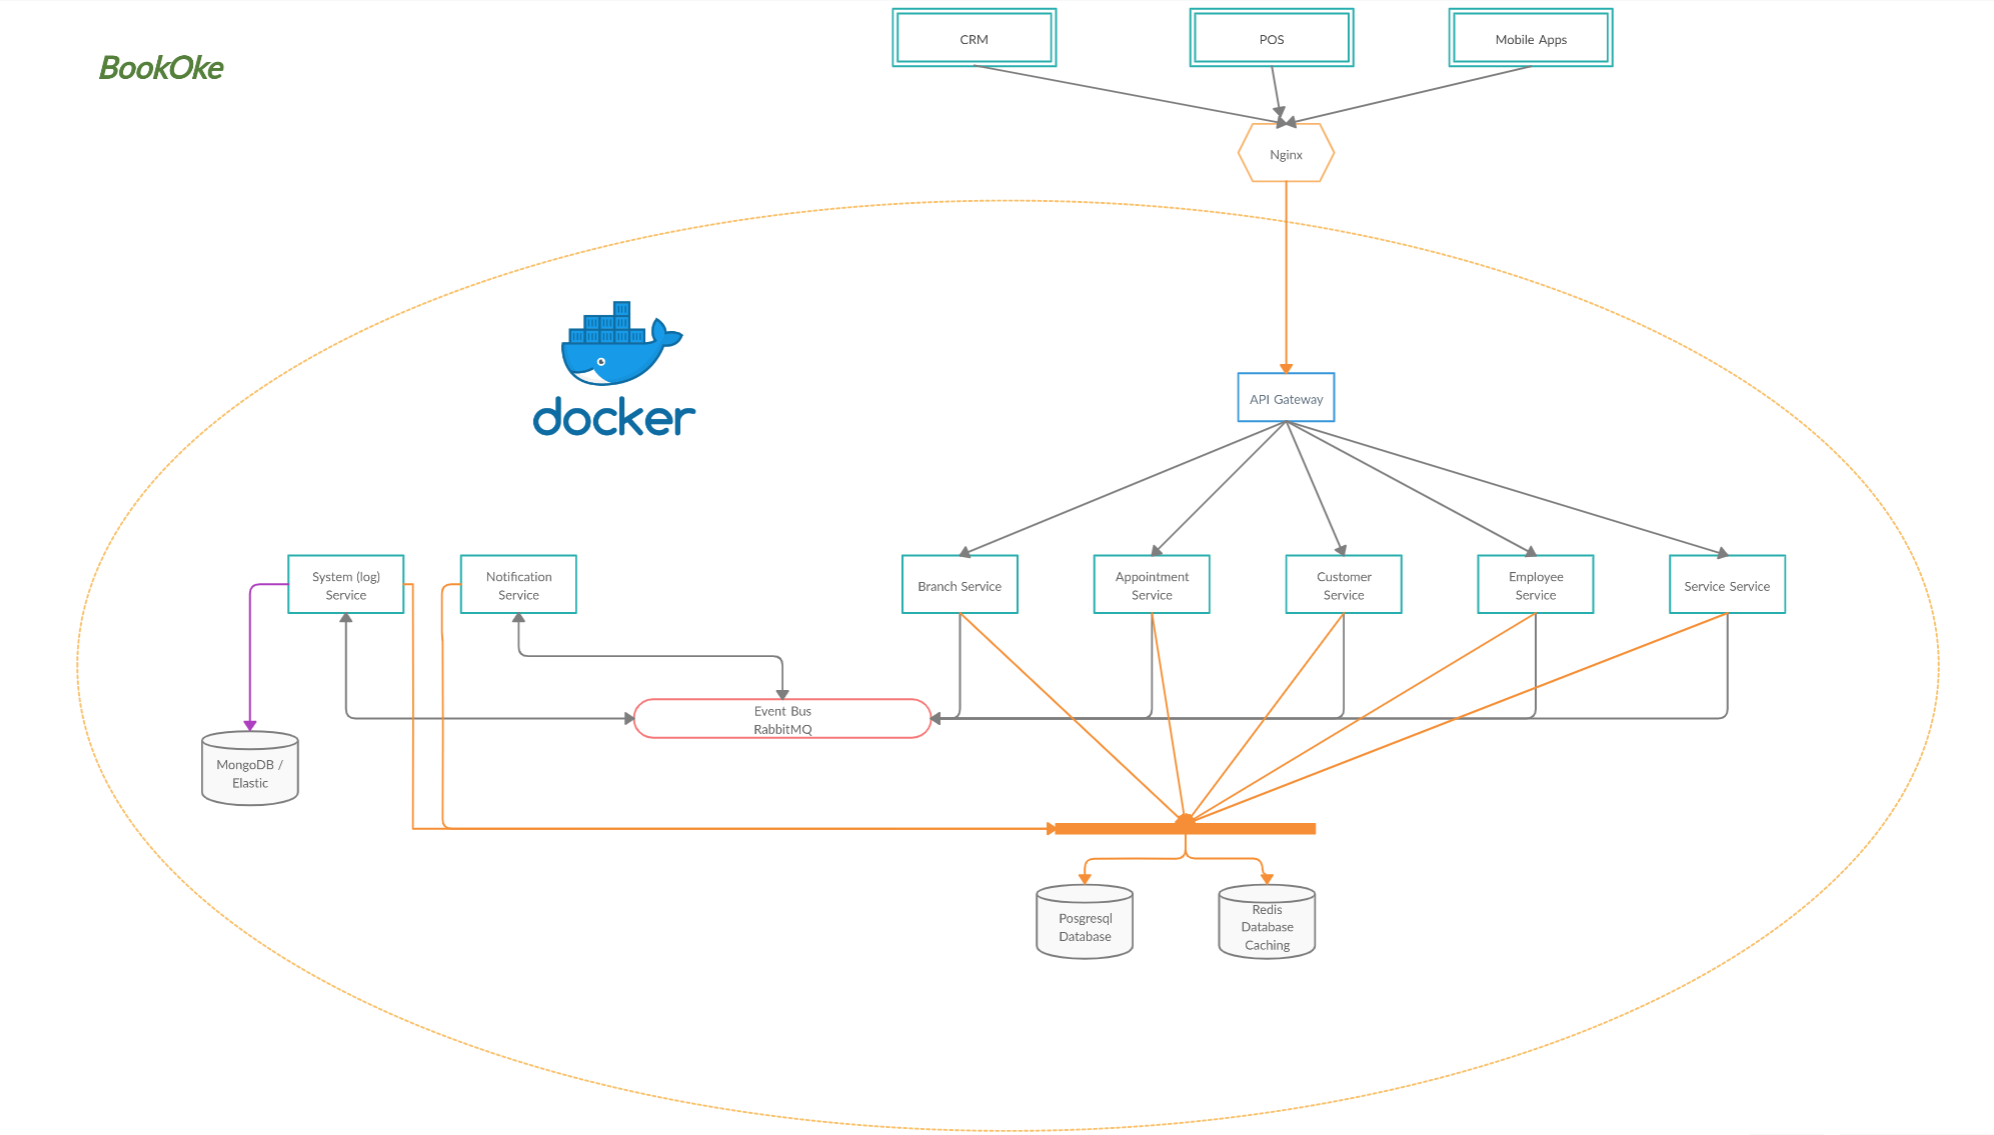 BookOke
CRM
POS
Mobile Apps
Nginx
docker
API Gateway
System (log)
Service
Notification
Service
Branch Service
Appointment
Service
Customer
Service
Employee
Service
Service Service
Event Bus
RabbitMQ
MongoDB /
Elastic
Posgresql
Database
Redis
Database
Caching